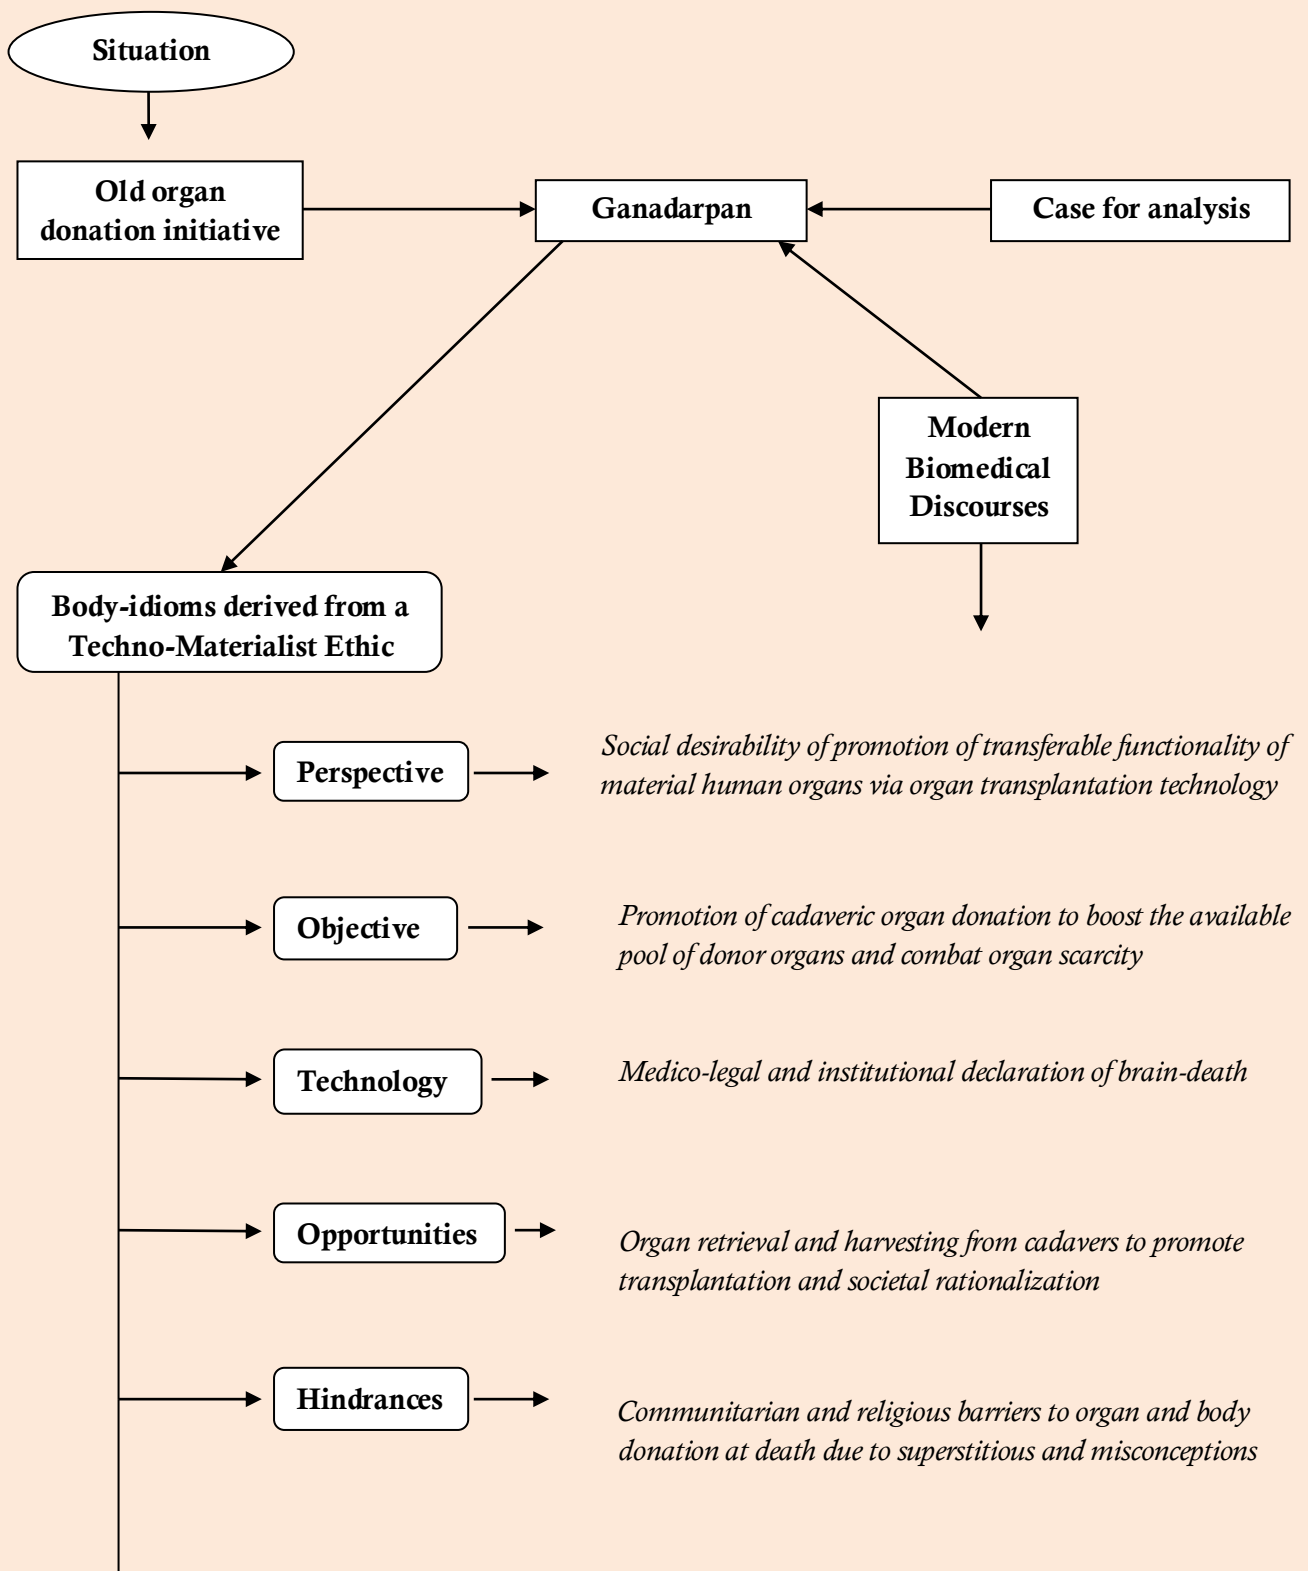 Situation
Old organ
donation initiative
Ganadarpan
Case for analysis
Modern
Biomedical
Discourses
Body-idioms derived from a
Techno-Materialist Ethic
Perspective
Social desirability of promotion of transferable functionality of
material human organs via organ transplantation technology
Objective
Promotion of cadaveric organ donation to boost the available
pool of donor organs and combat organ scarcity
Technology
Medico-legal and institutional declaration of brain-death
Opportunities
Organ retrieval and harvesting from cadavers to promote
transplantation and societal rationalization
Hindrances
Communitarian and religious barriers to organ and body
donation at death due to superstitious and misconceptions